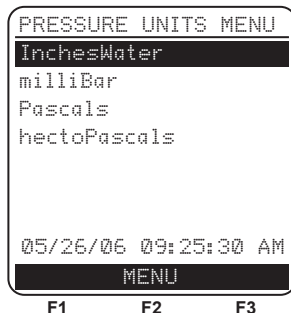 PRESSURE UNITS MENU
InchesWater
milliBar
Pascals
hectoPascals
05/26/06 09:25:30 AM
MENU
F1 F2 F3